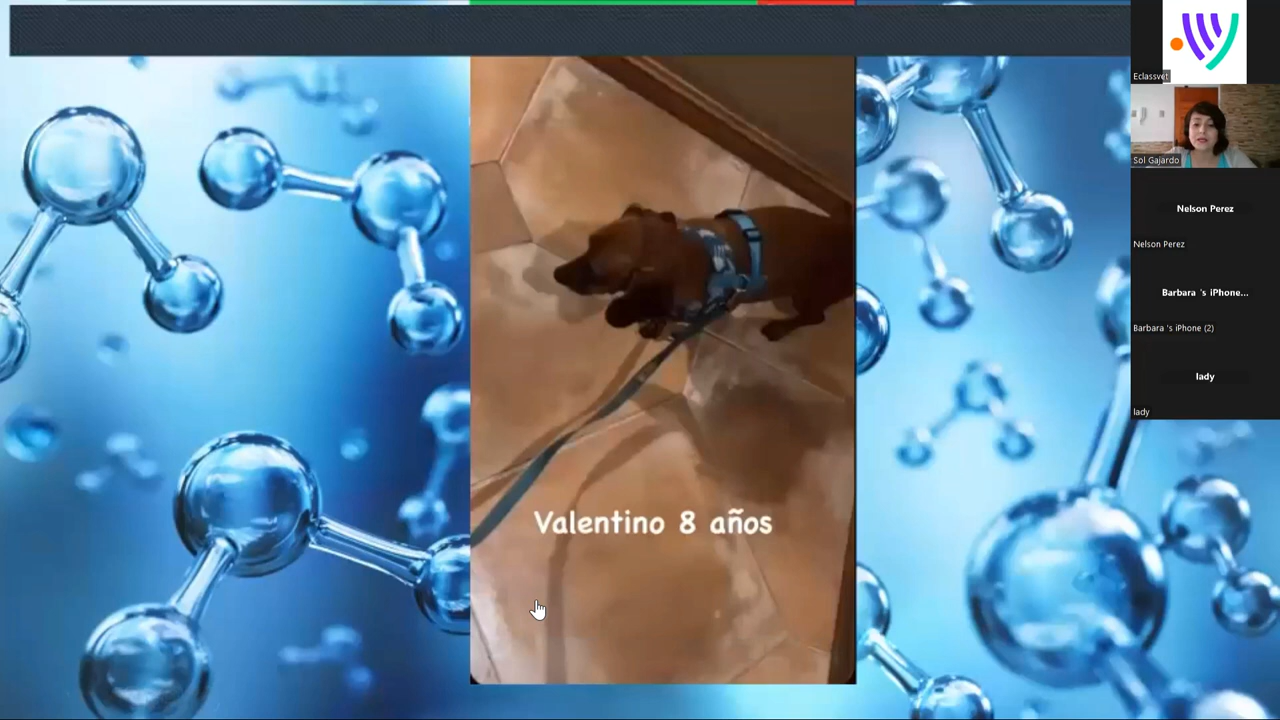 Eclassvet
Sol Gajardo
Nelson Perez
Nelson Perez
Barbara 's iPhone...
Barbara 's iPhone (2)
lady
lady
Valentino 8 años